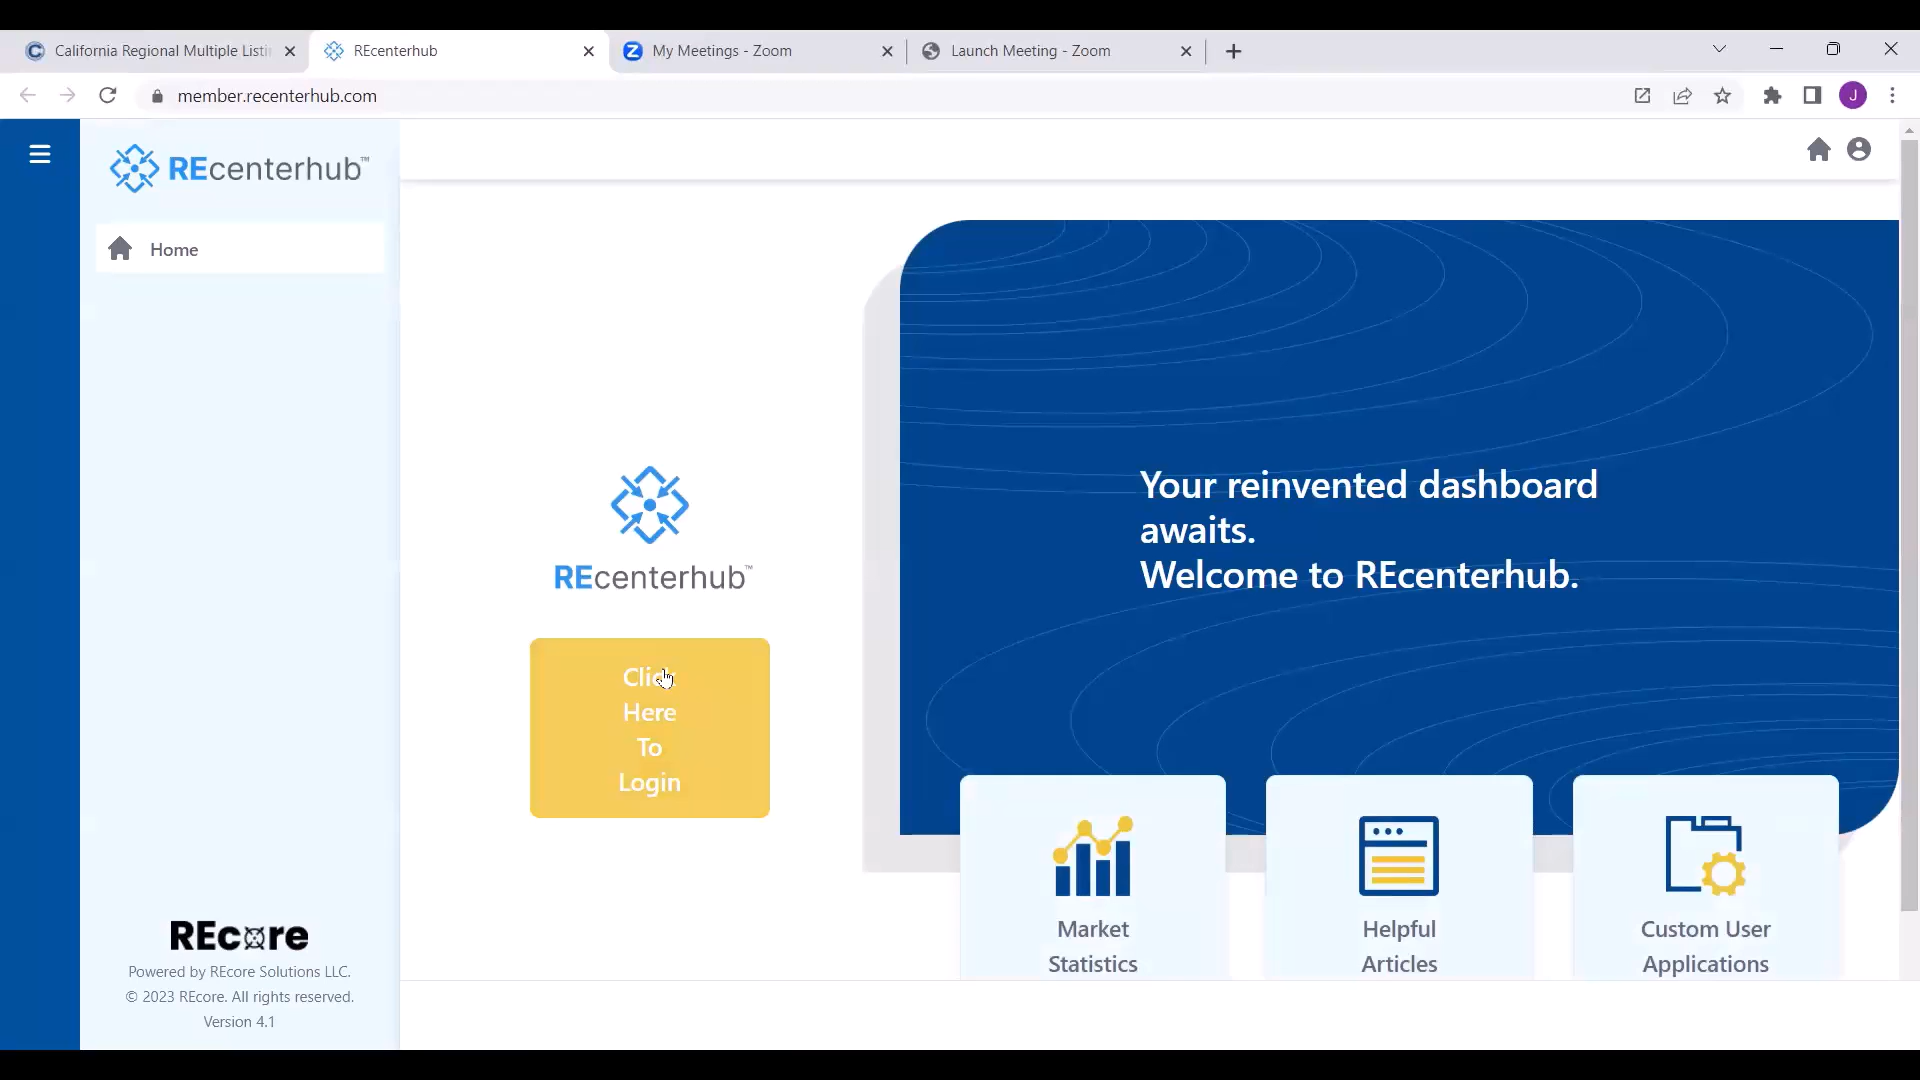 California Regional Multiple Listin
REcenterhub
My Meetings - Zoom
Launch Meeting - Zoom
member.recenterhub.com
J
REcenterhub™
Home
Your reinvented dashboard
awaits.
Welcome to REcenterhub.
REcenterhub™
Click
Here
To
Login
Market
Statistics
Helpful
Articles
Custom User
Applications
REcore
Powered by REcore Solutions LLC.
© 2023 REcore. All rights reserved.
Version 4.1